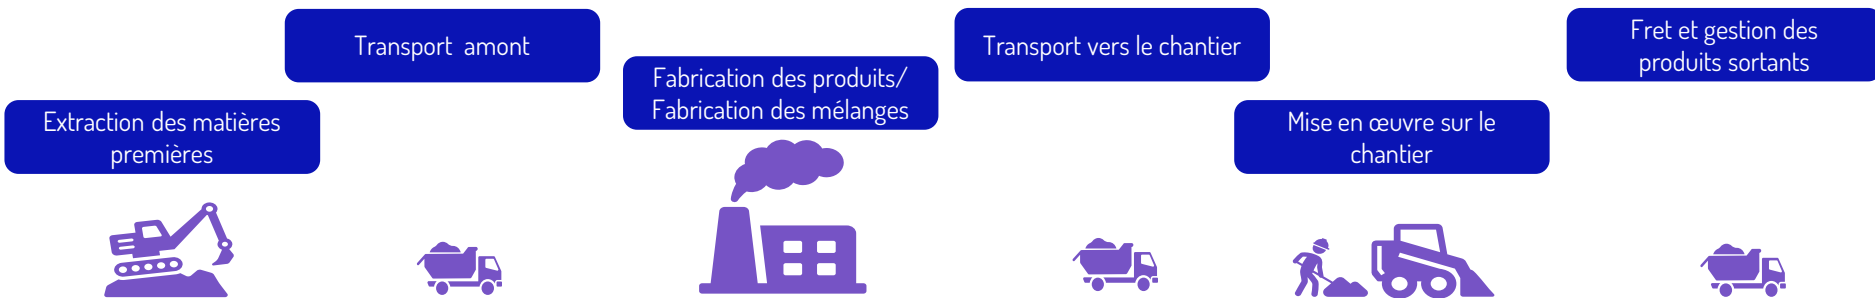 Extraction des matières
premières
Transport amont
Fabrication des produits/
Fabrication des mélanges
Transport vers le chantier
Mise en œuvre sur le
chantier
Fret et gestion des
produits sortants